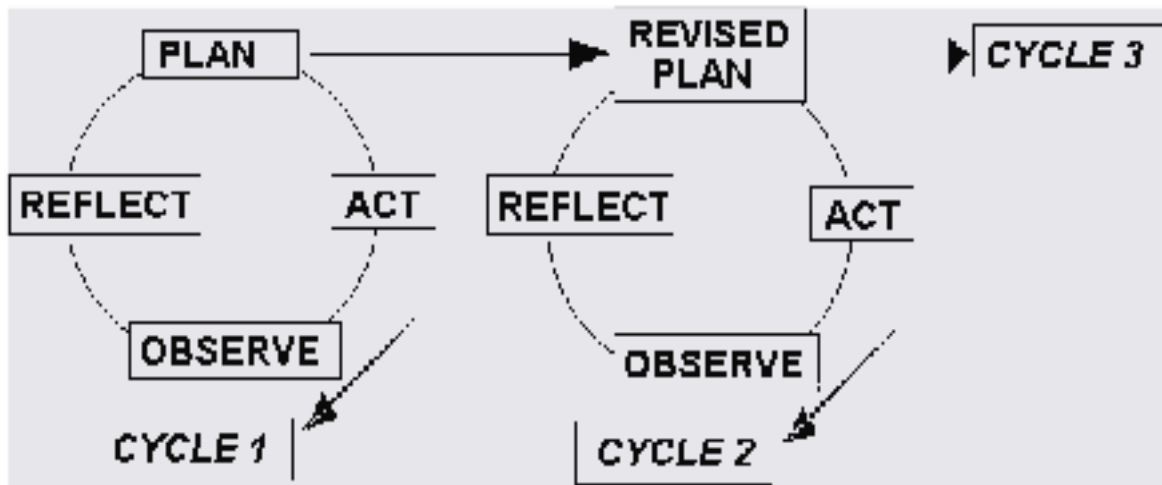 PLAN
REVISED
PLAN
CYCLE 3
REFLECT
ACT
REFLECT
ACT
OBSERVE
OBSERVE
CYCLE 1
CYCLE 2